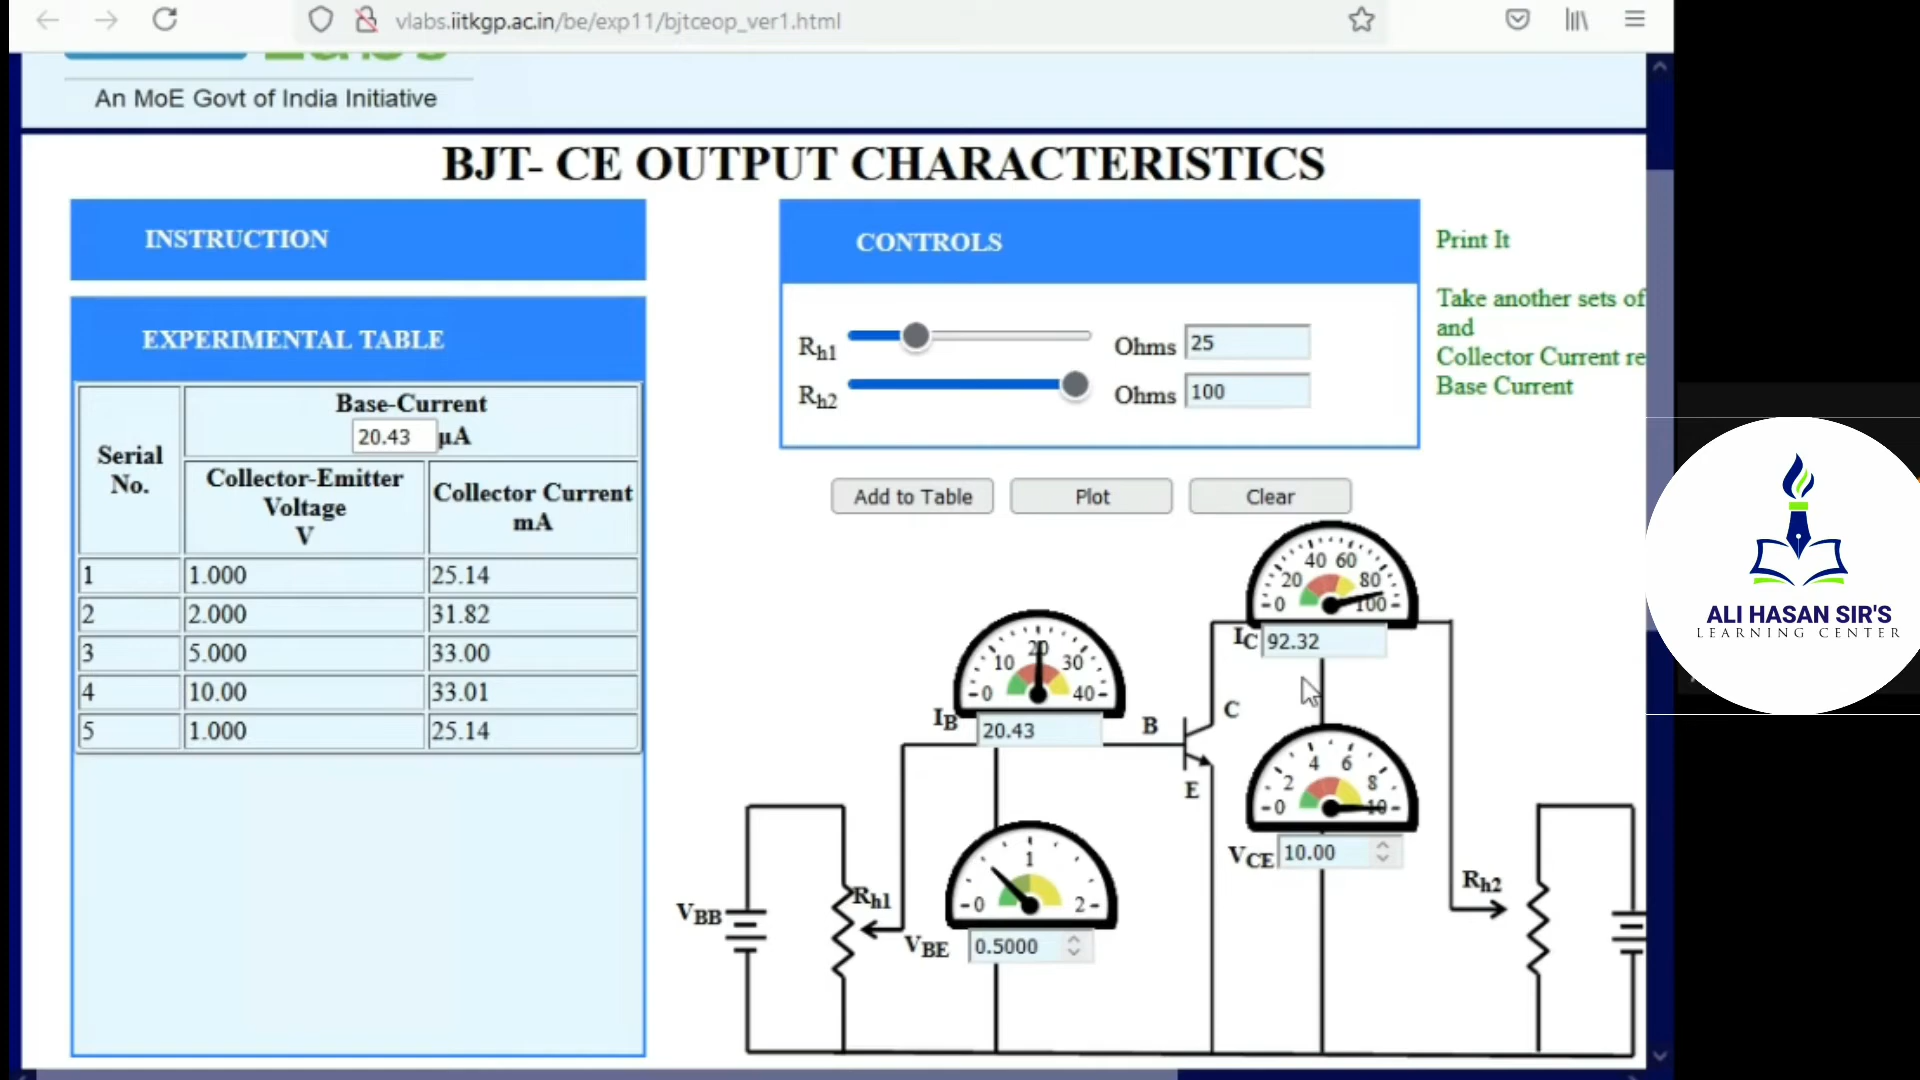 vlabs.iitkgp.ac.in/be/exp11/bjtceop_ver1.html
An MoE Govt of India Initiative
BJT- CE OUTPUT CHARACTERISTICS
INSTRUCTION
EXPERIMENTAL TABLE
Serial No.
Base-Current
20.43 μA
Collector-Emitter
Voltage
V
Collector Current
mA
1 1.000 25.14
2 2.000 31.82
3 5.000 33.00
4 10.00 33.01
5 1.000 25.14
CONTROLS
Rh1 Ohms 25
Rh2 Ohms 100
Print It
Take another sets of
and
Collector Current re
Base Current
Add to Table Plot Clear
0 20 40 60 80 100
IC 92.32
0 10 20 30 40
IB 20.43
B
C
E
0 2 4 6 8 10
VCE 10.00
0 1 2
VBE 0.5000
VBB
Rh1
Rh2
ALI HASAN SIR'S
LEARNING CENTER